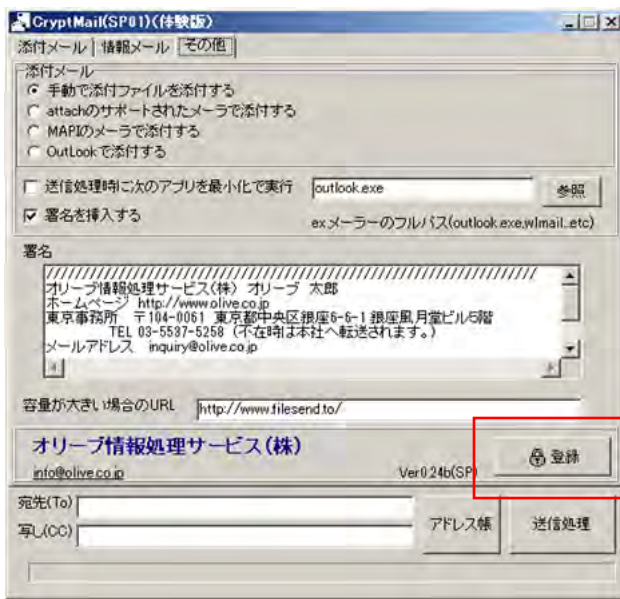 CryptMail(SP01)(体験版)
添付メール 情報メール その他
添付メール
手動で添付ファイルを添付する
attachのサポートされたメーラで添付する
MAPIのメーラで添付する
OutLookで添付する
送信処理時に次のアプリを最小化で実行 outlook.exe 参照
署名を挿入する ex.メーラーのフルパス(outlook.exe,wlmail..etc)
署名
////////////////////////////////////////////////////////////
オリーブ情報処理サービス(株) オリーブ 太郎
ホームページ http://www.olive.co.jp
東京事務所 〒104-0061 東京都中央区銀座6-6-1 銀座風月堂ビル5階
TEL 03-5537-5258 (不在時は本社へ転送されます。)
メールアドレス inquiry@olive.co.jp
容量が大きい場合のURL http://www.filesend.to/
オリーブ情報処理サービス(株) 登録
info@olive.co.jp Ver0.24b(SP)
宛先(To)
写し(CC) アドレス帳 送信処理